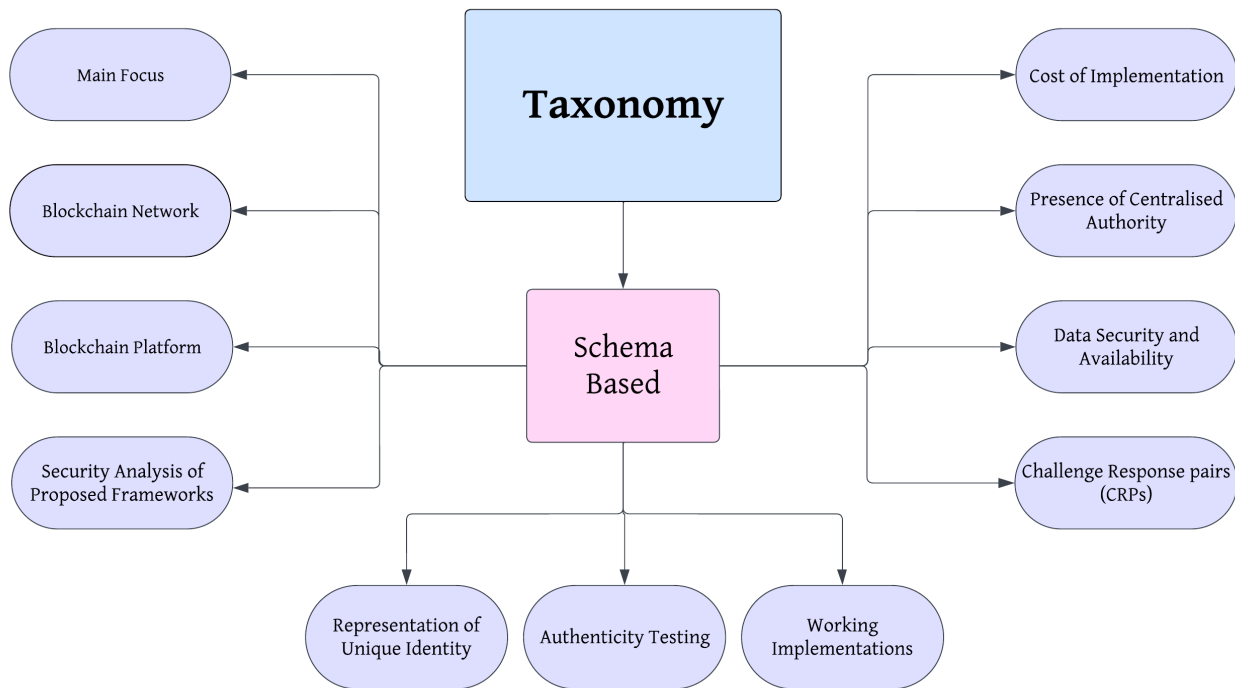 Taxonomy
Schema
Based
Main Focus
Blockchain Network
Blockchain Platform
Security Analysis of
Proposed Frameworks
Representation of
Unique Identity
Authenticity Testing
Working
Implementations
Cost of Implementation
Presence of Centralised
Authority
Data Security and
Availability
Challenge Response pairs
(CRPs)